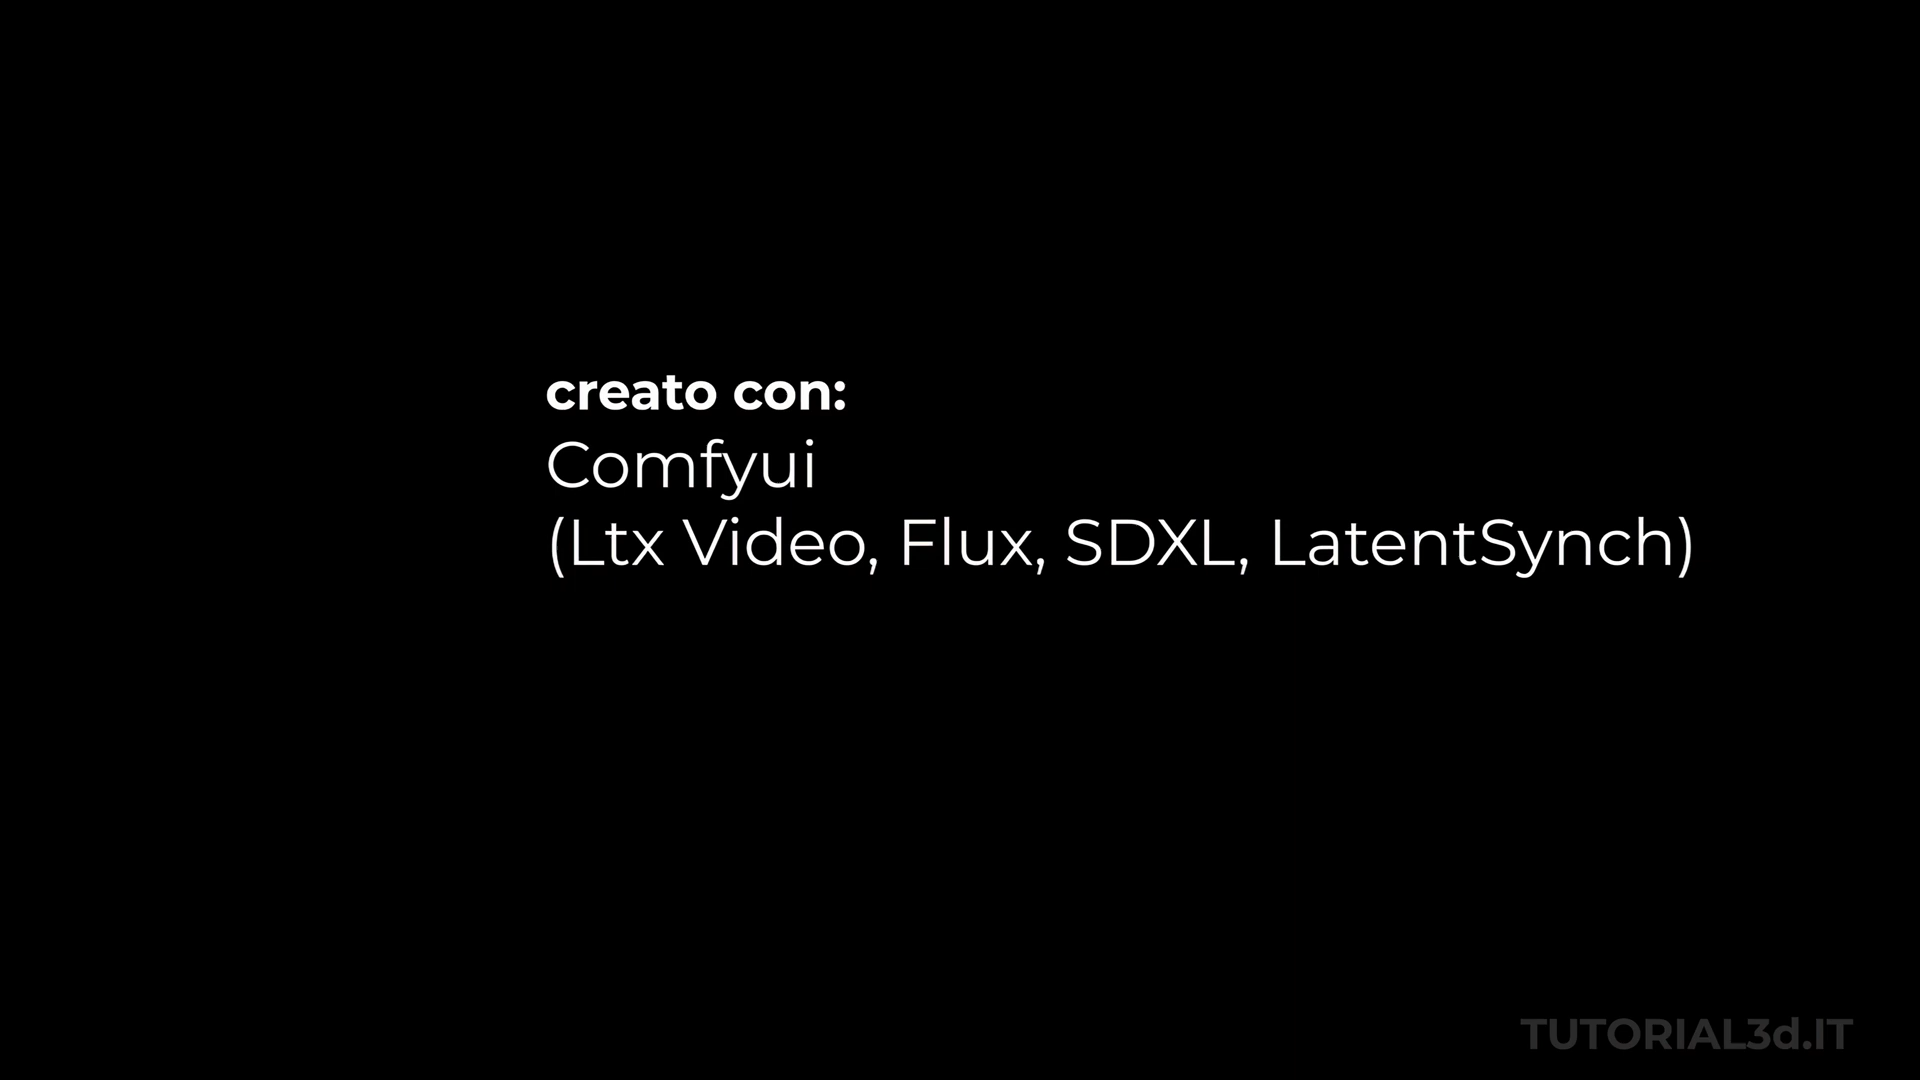 creato con:
Comfyui
(Ltx Video, Flux, SDXL, LatentSynch)
TUTORIAL3d.IT